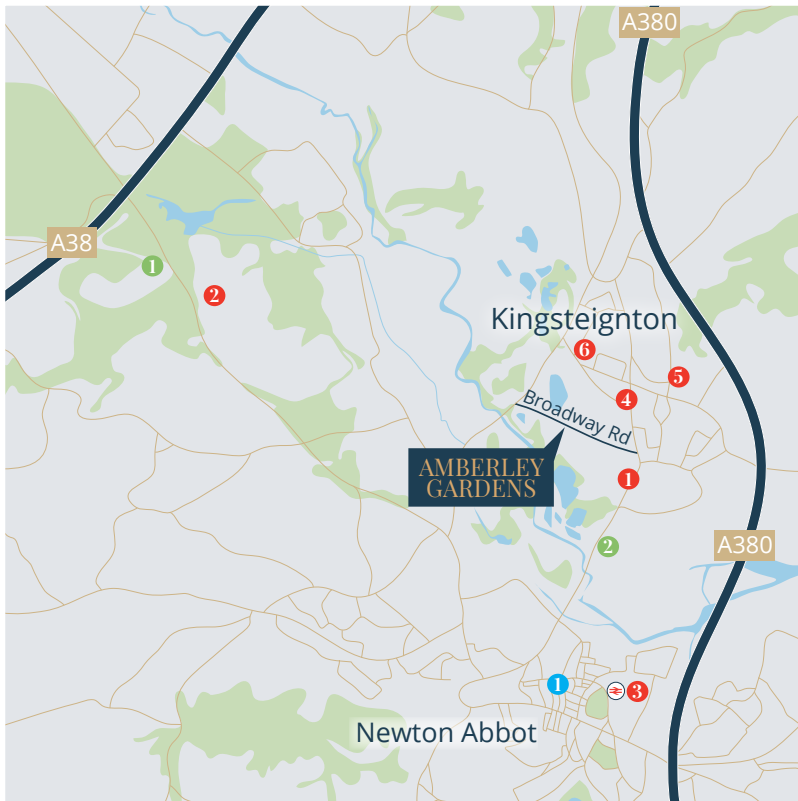 A380
A38
1
2
Kingsteignton
6
5
4
Broadway Rd
AMBERLEY
GARDENS
1
2
A380
1
3
Newton Abbot